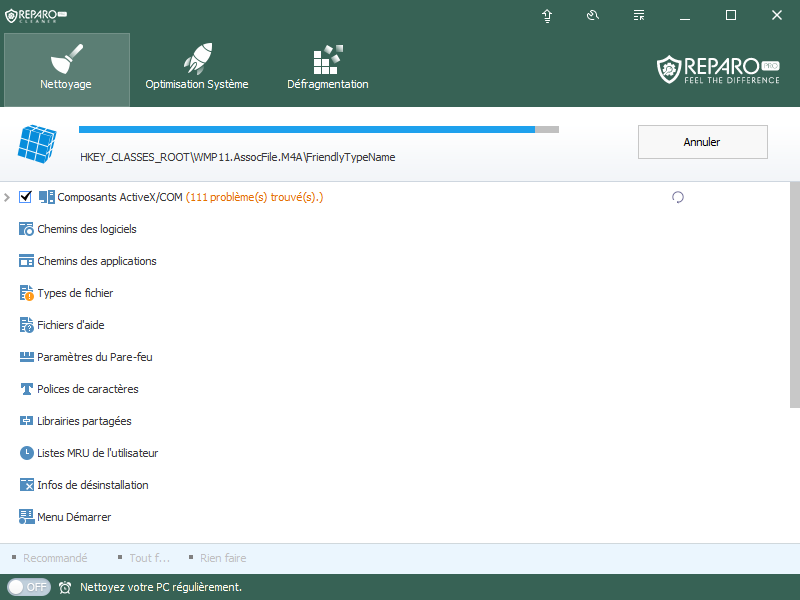 REPARO PRO
CLEANER
Nettoyage
Optimisation Système
Défragmentation
REPARO PRO
FEEL THE DIFFERENCE
HKEY_CLASSES_ROOT\WMP11.AssocFile.M4A\FriendlyTypeName
Annuler
Composants ActiveX/COM (111 problème(s) trouvé(s).)
Chemins des logiciels
Chemins des applications
Types de fichier
Fichiers d'aide
Paramètres du Pare-feu
Polices de caractères
Librairies partagées
Listes MRU de l'utilisateur
Infos de désinstallation
Menu Démarrer
Recommandé Tout f... Rien faire
OFF Nettoyez votre PC régulièrement.